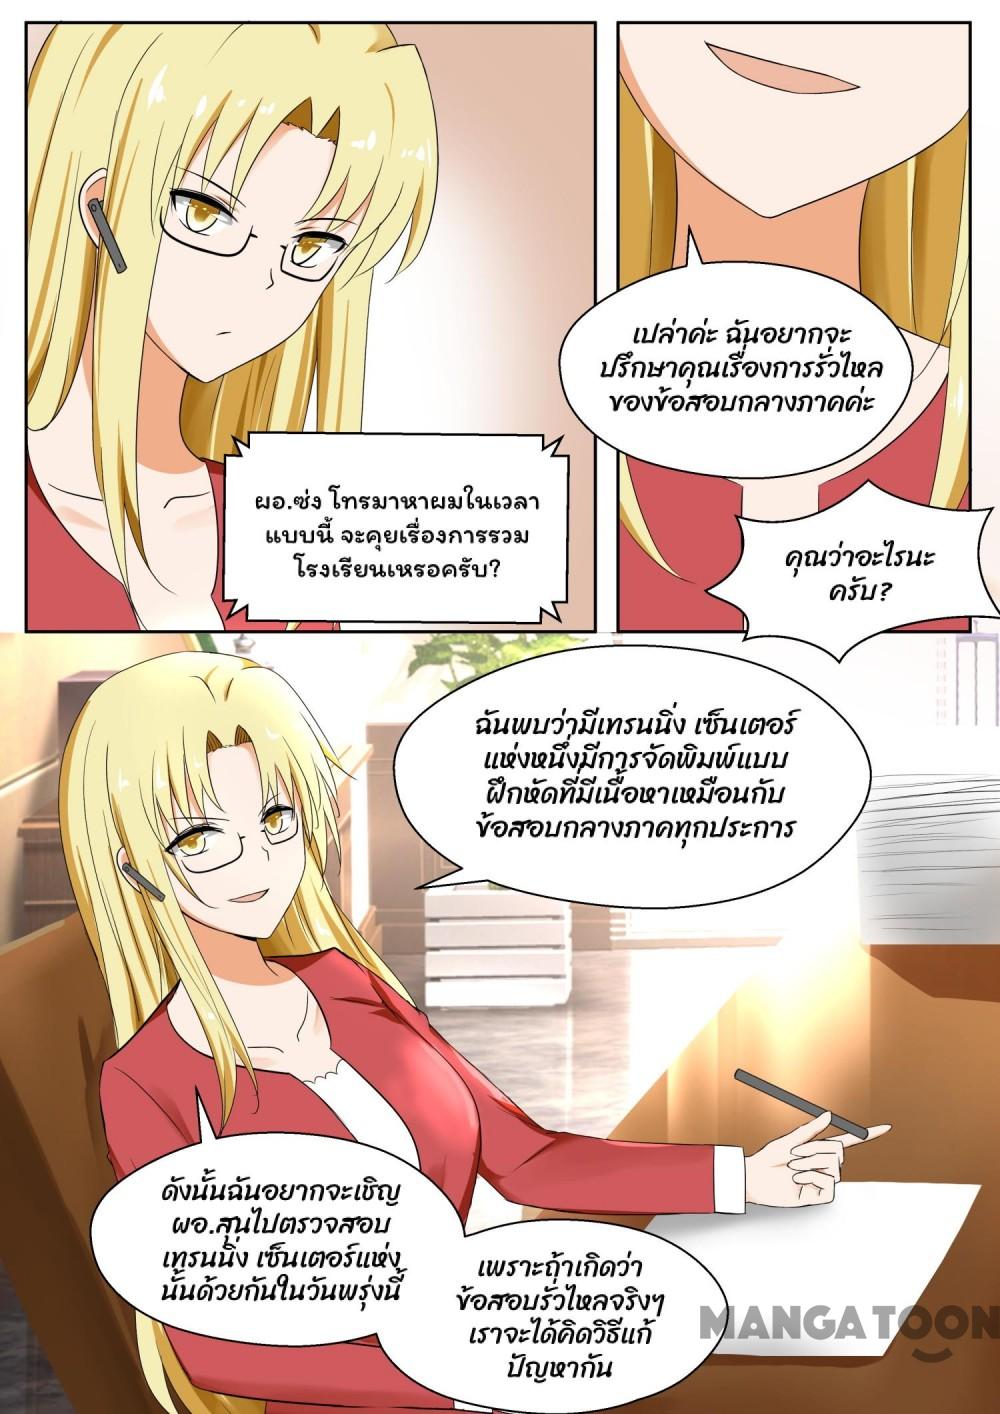 ผอ.ซ่ง โทรมาหาผมในเวลา
แบบนี้ จะคุยเรื่องการรวม
โรงเรียนเหรอครับ?
เปล่าค่ะ ฉันอยากจะ
ปรึกษาคุณเรื่องการรั่วไหล
ของข้อสอบกลางภาคค่ะ
คุณว่าอะไรนะ
ครับ?
ฉันพบว่ามีเทรนนิ่ง เซ็นเตอร์
แห่งหนึ่งมีการจัดพิมพ์แบบ
ฝึกหัดที่มีเนื้อหาเหมือนกับ
ข้อสอบกลางภาคทุกประการ
ดังนั้นฉันอยากจะเชิญ
ผอ.สุนไปตรวจสอบ
เทรนนิ่ง เซ็นเตอร์แห่ง
นั้นด้วยกันในวันพรุ่งนี้
เพราะถ้าเกิดว่า
ข้อสอบรั่วไหลจริงๆ
เราจะได้คิดวิธีแก้
ปัญหากัน
MANGATOON